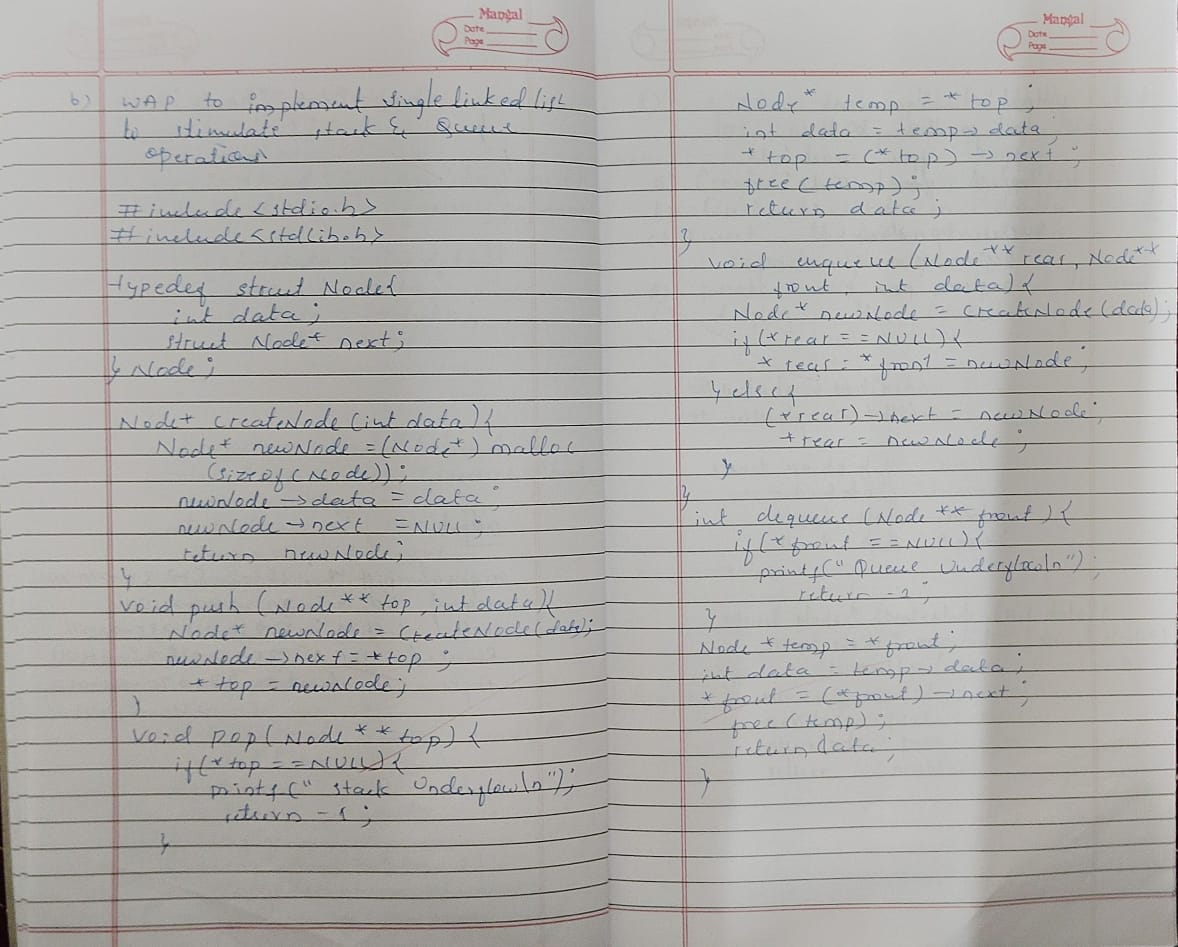 Mangal
Date
Page
b) WAP to implement single linked list
to stimulate stack & Queue
operations
#include <stdio.h>
#include <stdlib.h>
typedef struct Node{
int data;
struct Node* next;
} Node;
Node* createNode (int data) {
Node* newNode = (Node*) malloc
(sizeof(Node));
newNode -> data = data;
newNode -> next = NULL;
return newNode;
}
void push (Node ** top, int data) {
Node* newNode = CreateNode(data);
newNode -> next = *top ;
* top = newNode;
}
void pop( Node * * top) {
if(* top == NULL) {
printf (" stack Underflow \n");
return -1 ;
}
Mangal
Date
Page
Node* temp = * top ;
int data = temp -> data;
* top = (* top) -> next ;
free ( temp) ;
return data ;
}
void enqueue (Node ** rear, Node **
front, int data) {
Node* newNode = CreateNode (data);
if (*rear == NULL) {
* rear = *front = newNode;
} else {
(*rear) -> next = newNode;
*rear = newNode ;
}
}
int dequeue (Node ** front ) {
if (* front == NULL) {
printf (" Queue Underflow \n");
return -1 ;
}
Node * temp = * front;
int data = temp -> data ;
* front = (*front) -> next ;
free ( temp) ;
return data ;
}